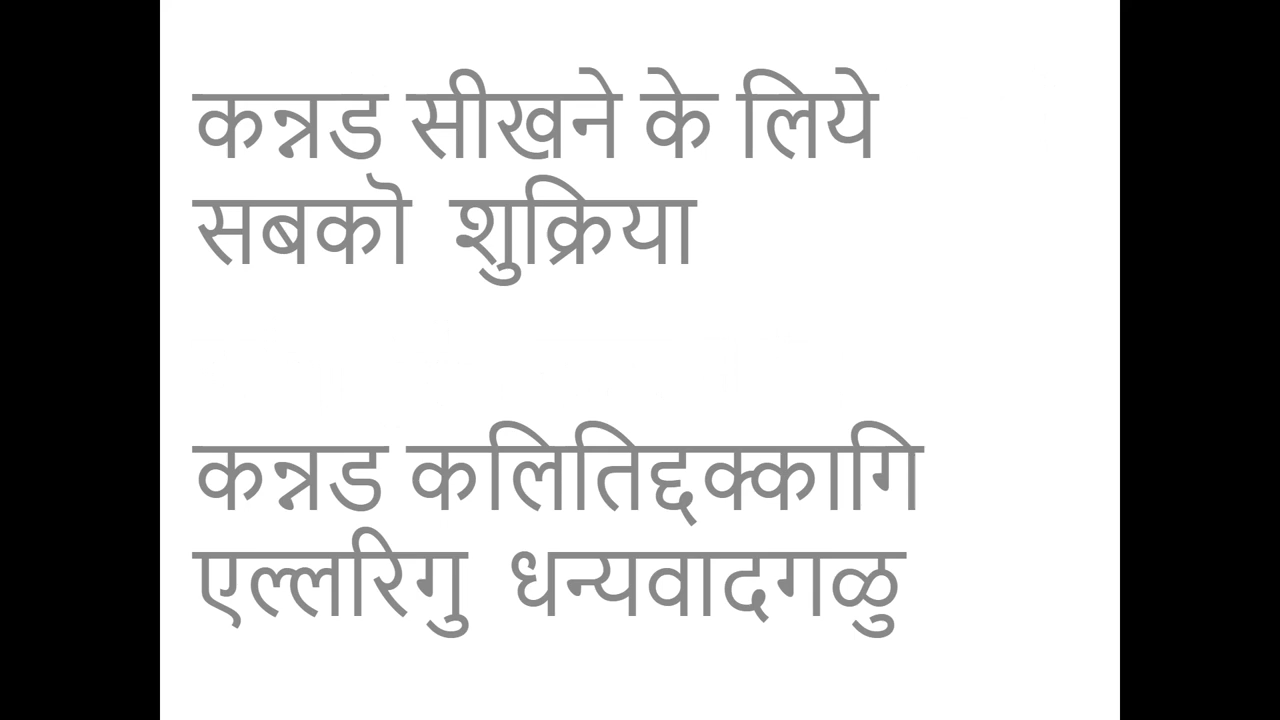 कन्नड सीखने के लिये
सबकॊ शुक्रिया
कन्नड कलितिद्दक्कागि
एल्लरिगु धन्यवादगळु